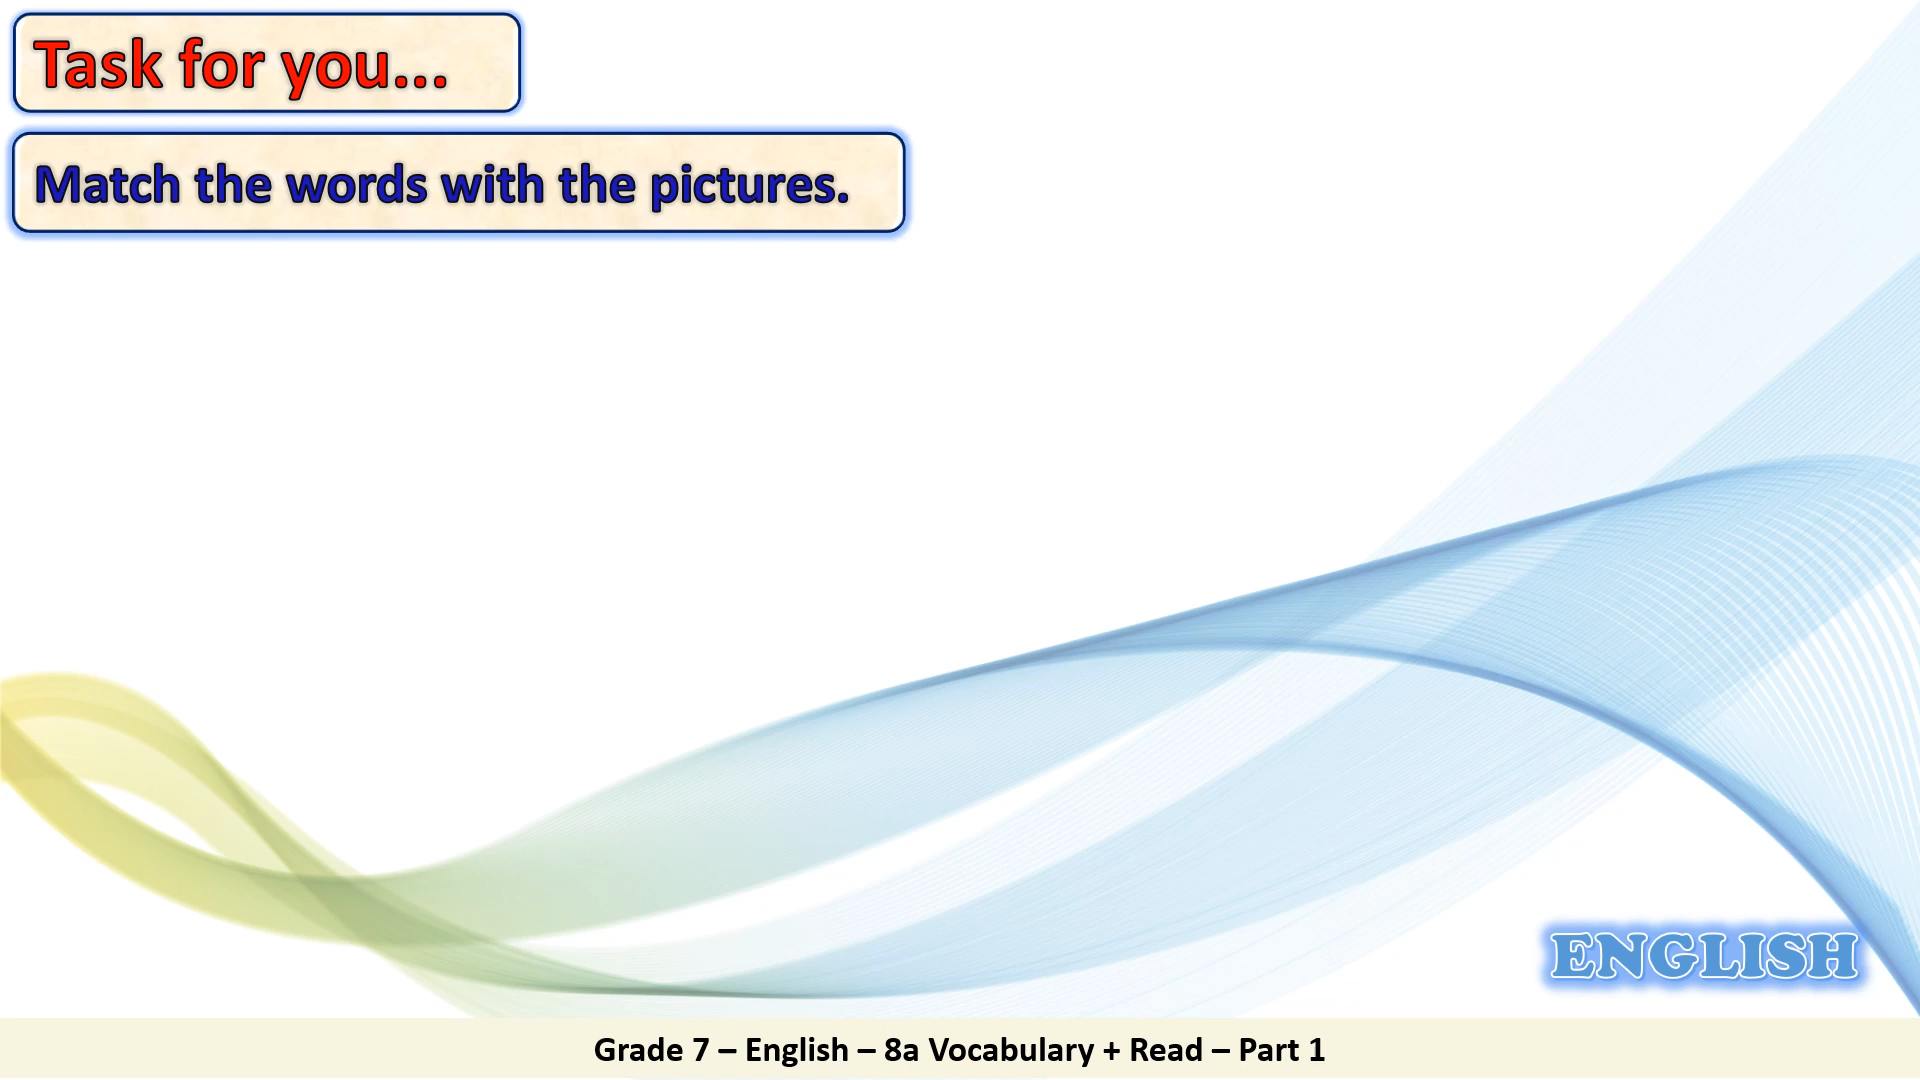 Task for you...
Match the words with the pictures.
ENGLISH
Grade 7 – English – 8a Vocabulary + Read – Part 1